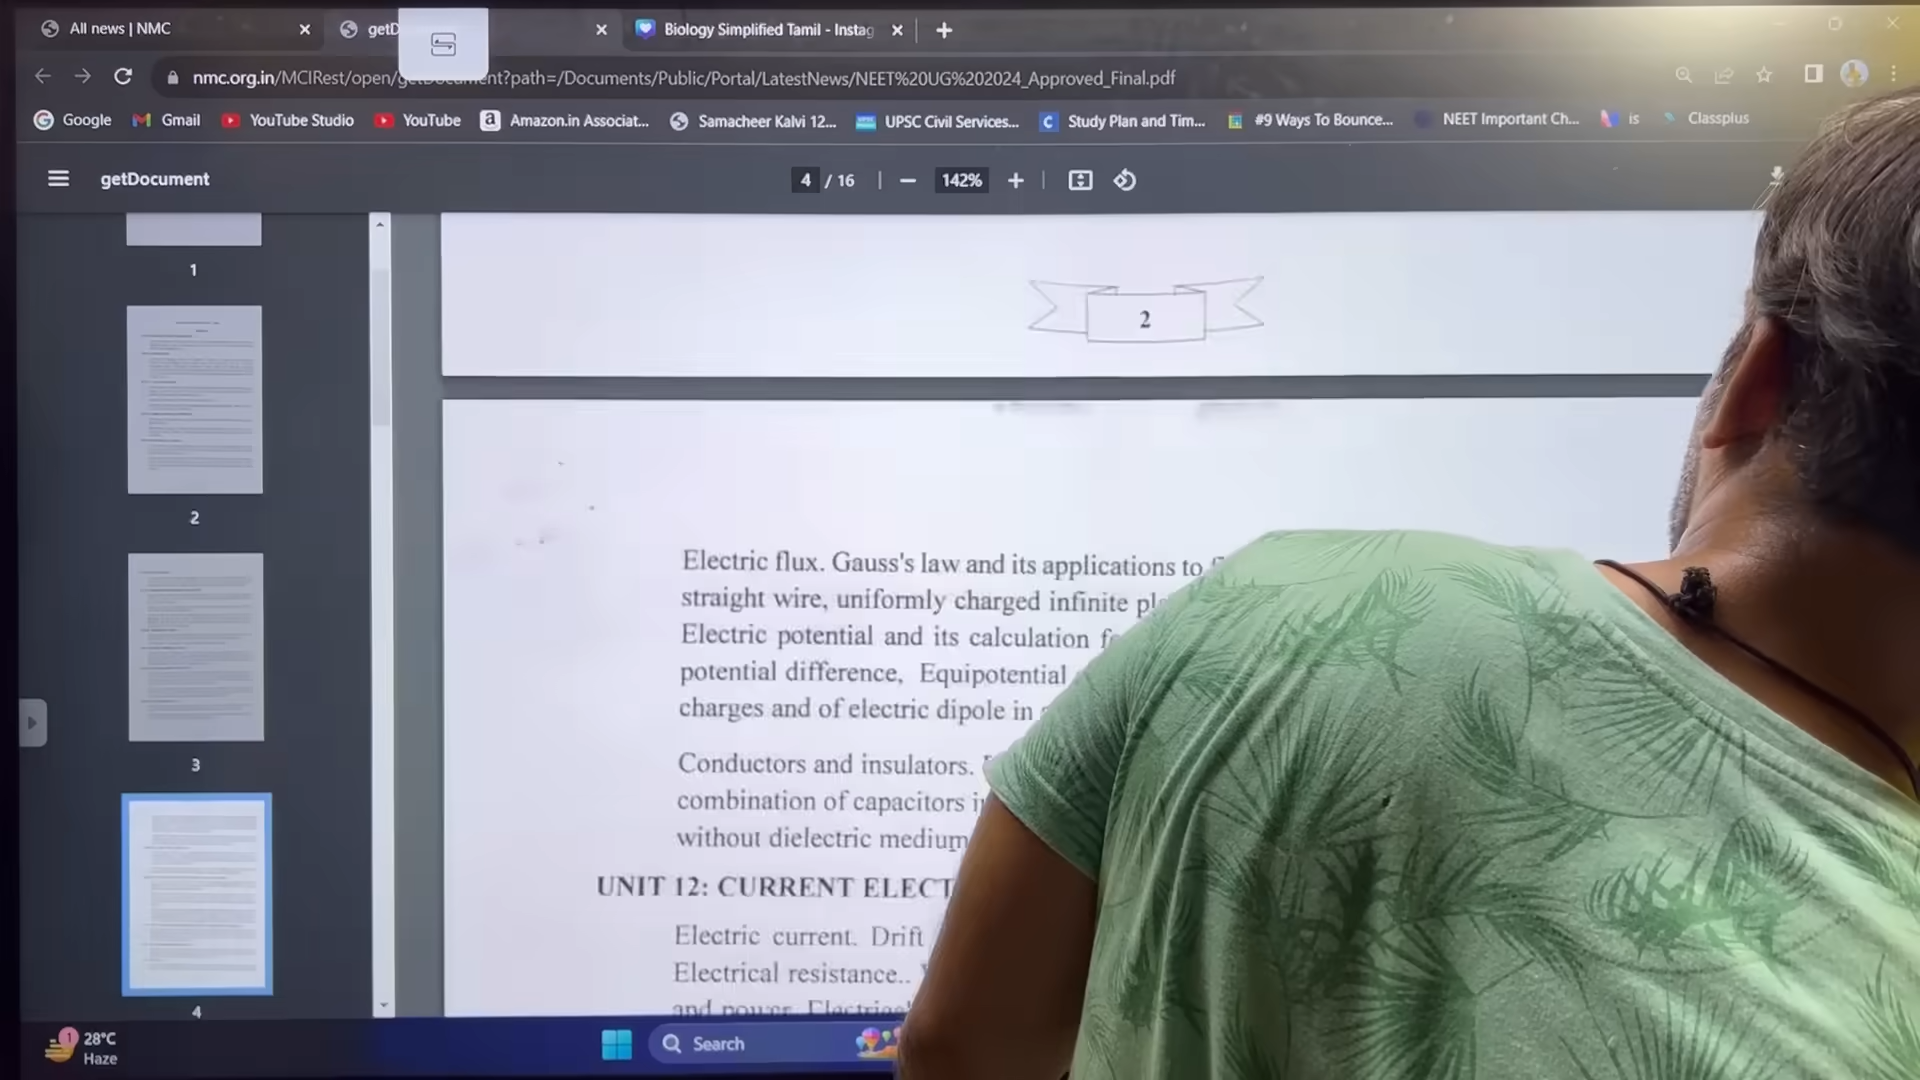 All news | NMC
Biology Simplified Tamil - Instag
nmc.org.in/MCIRest/open/getDocument?path=/Documents/Public/Portal/LatestNews/NEET%20UG%202024_Approved_Final.pdf
Google Gmail YouTube Studio YouTube Amazon.in Associat... Samacheer Kalvi 12... UPSC Civil Services... Study Plan and Tim... #9 Ways To Bounce... NEET Important Ch... is Classplus
getDocument
4 / 16 142%
1
2
3
4
2
Electric flux. Gauss's law and its applications to
straight wire, uniformly charged infinite
Electric potential and its calculation
potential difference, Equipotential
charges and of electric dipole in
Conductors and insulators.
combination of capacitors
without dielectric medium
UNIT 12: CURRENT ELECT
Electric current. Drift
Electrical resistance..
and power.
28°C
Haze
Search